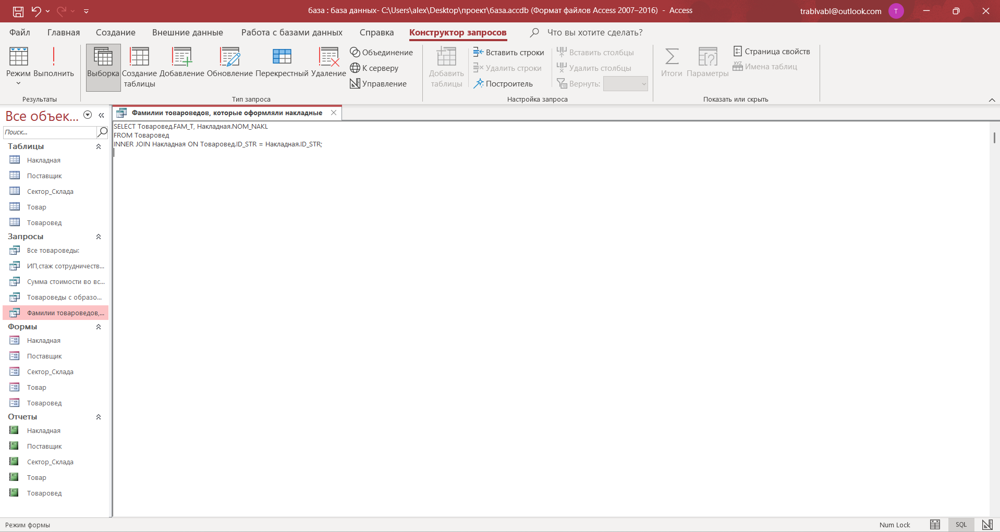 база : база данных- C:\Users\alex\Desktop\проект\база.accdb (Формат файлов Access 2007–2016)  -  Access
trablvabl@outlook.com
T
Файл
Главная
Создание
Внешние данные
Работа с базами данных
Справка
Конструктор запросов
Что вы хотите сделать?
Режим
Выполнить
Результаты
Выборка
Создание
таблицы
Добавление
Обновление
Перекрестный
Удаление
Объединение
К серверу
Управление
Тип запроса
Добавить
таблицы
Вставить строки
Удалить строки
Построитель
Вставить столбцы
Удалить столбцы
Вернуть:
Настройка запроса
Итоги
Параметры
Страница свойств
XYZ
Имена таблиц
Показать или скрыть
Все объек...
Поиск...
Таблицы
Накладная
Поставщик
Сектор_Склада
Товар
Товаровед
Запросы
Все товароведы:
ИП,стаж сотрудничеств...
Сумма стоимости во вс...
Товароведы с образо...
Фамилии товароведов,...
Формы
Накладная
Поставщик
Сектор_Склада
Товар
Товаровед
Отчеты
Накладная
Поставщик
Сектор_Склада
Товар
Товаровед
Фамилии товароведов, которые оформляли накладные
SELECT Товаровед.FAM_T, Накладная.NOM_NAKL
FROM Товаровед
INNER JOIN Накладная ON Товаровед.ID_STR = Накладная.ID_STR;
Режим формы
Num Lock
SQL